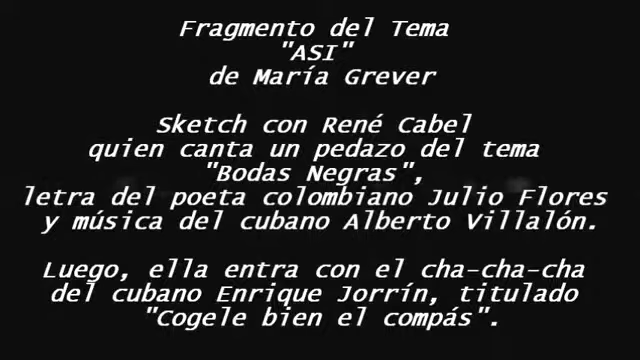 Fragmento del Tema
"ASI"
de María Grever
Sketch con René Cabel
quien canta un pedazo del tema
"Bodas Negras",
letra del poeta colombiano Julio Flores
y música del cubano Alberto Villalón.
Luego, ella entra con el cha-cha-cha
del cubano Enrique Jorrín, titulado
"Cogele bien el compás".